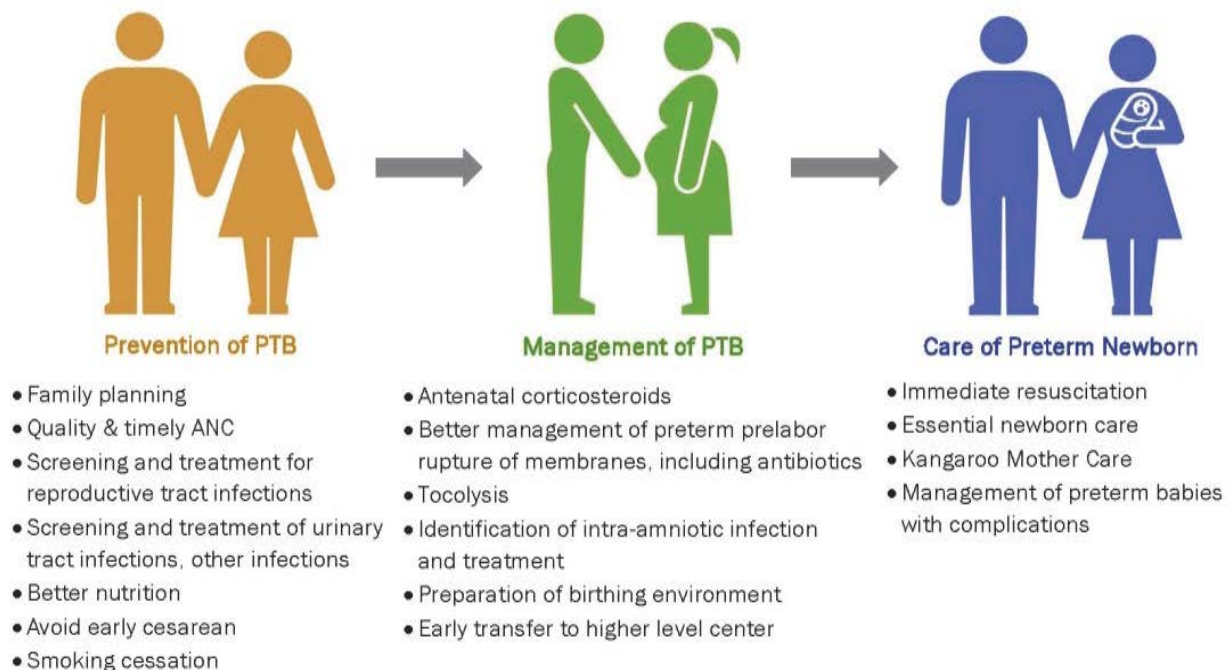 Prevention of PTB
• Family planning
• Quality & timely ANC
• Screening and treatment for
reproductive tract infections
• Screening and treatment of urinary
tract infections, other infections
• Better nutrition
• Avoid early cesarean
• Smoking cessation
Management of PTB
• Antenatal corticosteroids
• Better management of preterm prelabor
rupture of membranes, including antibiotics
• Tocolysis
• Identification of intra-amniotic infection
and treatment
• Preparation of birthing environment
• Early transfer to higher level center
Care of Preterm Newborn
• Immediate resuscitation
• Essential newborn care
• Kangaroo Mother Care
• Management of preterm babies
with complications